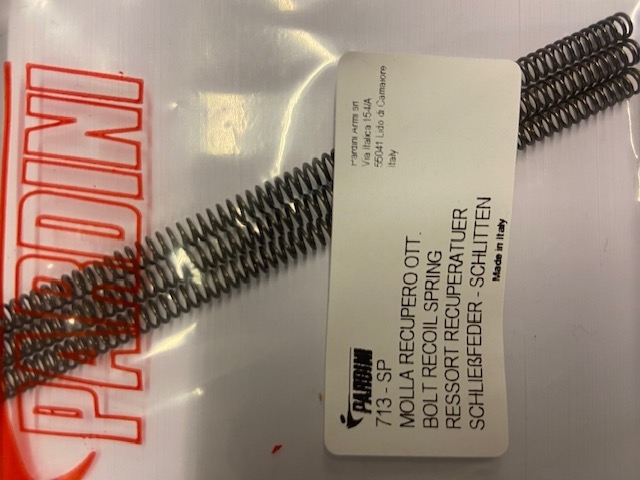 PARDINI
Pardini Armi srl
Via Italica 154/A
55041 Lido di Camaiore
Italy
PARDINI
713 - SP
MOLLA RECUPERO OTT.
BOLT RECOIL SPRING
RESSORT RECUPERATUER
SCHLIEßFEDER - SCHLITTEN
Made in Italy